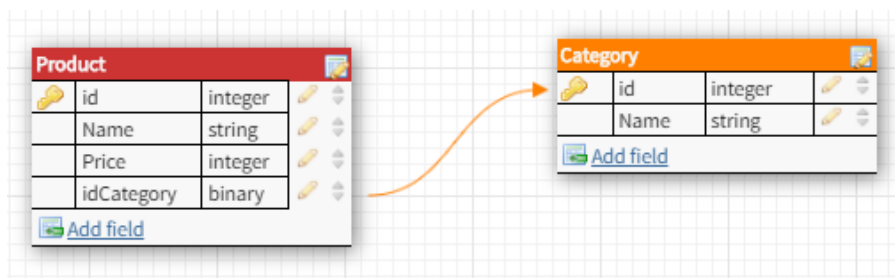 Product
id integer
Name string
Price integer
idCategory binary
Add field
Category
id integer
Name string
Add field